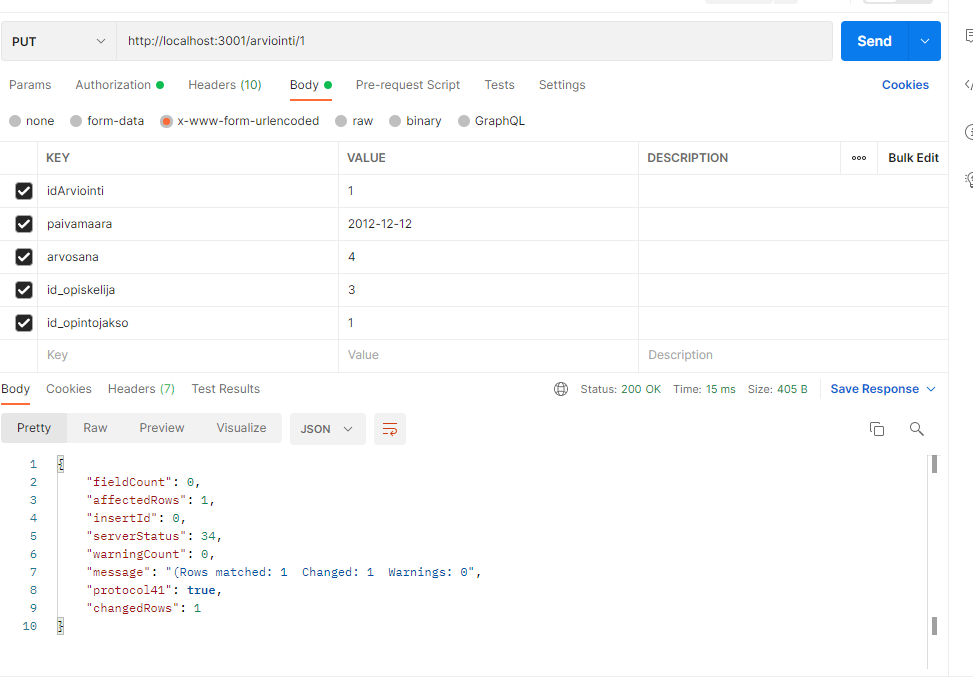 PUT http://localhost:3001/arviointi/1 Send
Params Authorization Headers (10) Body Pre-request Script Tests Settings Cookies
none form-data x-www-form-urlencoded raw binary GraphQL
KEY VALUE DESCRIPTION Bulk Edit
idArviointi 1
paivamaara 2012-12-12
arvosana 4
id_opiskelija 3
id_opintojakso 1
Key Value Description
Body Cookies Headers (7) Test Results Status: 200 OK Time: 15 ms Size: 405 B Save Response
Pretty Raw Preview Visualize JSON
1 {
2 "fieldCount": 0,
3 "affectedRows": 1,
4 "insertId": 0,
5 "serverStatus": 34,
6 "warningCount": 0,
7 "message": "(Rows matched: 1  Changed: 1  Warnings: 0",
8 "protocol41": true,
9 "changedRows": 1
10 }